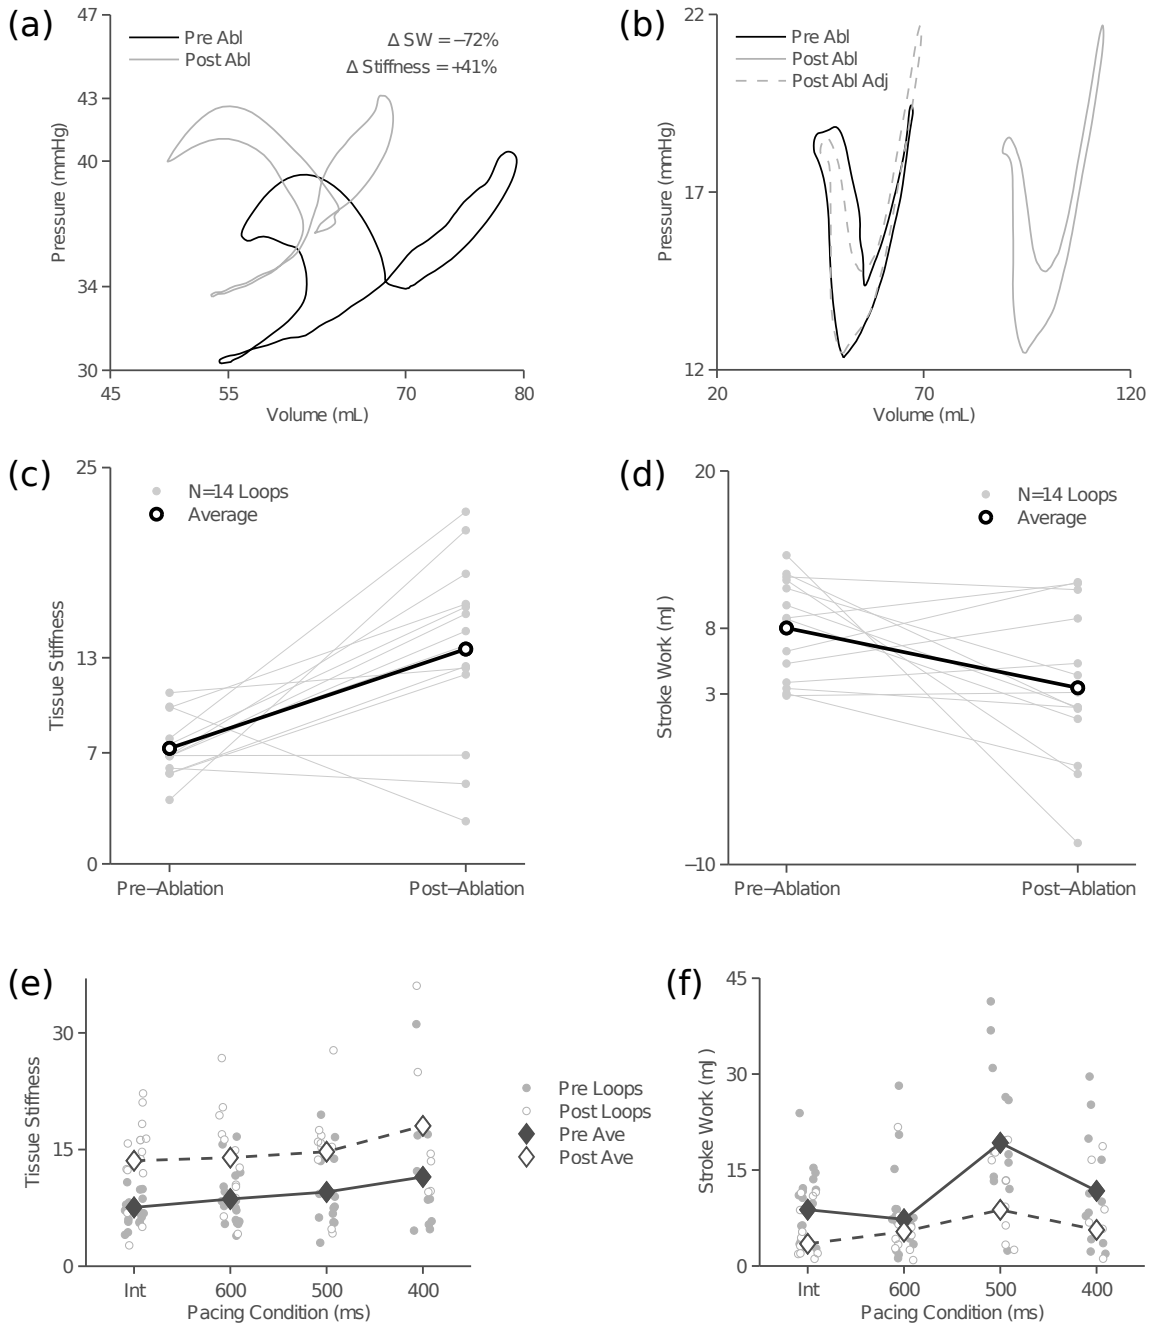 (a)
47
43
40
34
30
45
55
70
80
Pressure (mmHg)
Volume (mL)
Pre Abl
Post Abl
Δ SW = −72%
Δ Stiffness = +41%
(b)
22
17
12
20
70
120
Pressure (mmHg)
Volume (mL)
Pre Abl
Post Abl
Post Abl Adj
(c)
25
13
7
0
Tissue Stiffness
N=14 Loops
Average
Pre−Ablation
Post−Ablation
(d)
20
8
3
−10
Stroke Work (mJ)
N=14 Loops
Average
Pre−Ablation
Post−Ablation
(e)
30
15
0
Tissue Stiffness
Int
600
500
400
Pacing Condition (ms)
Pre Loops
Post Loops
Pre Ave
Post Ave
(f)
45
30
15
0
Stroke Work (mJ)
Int
600
500
400
Pacing Condition (ms)